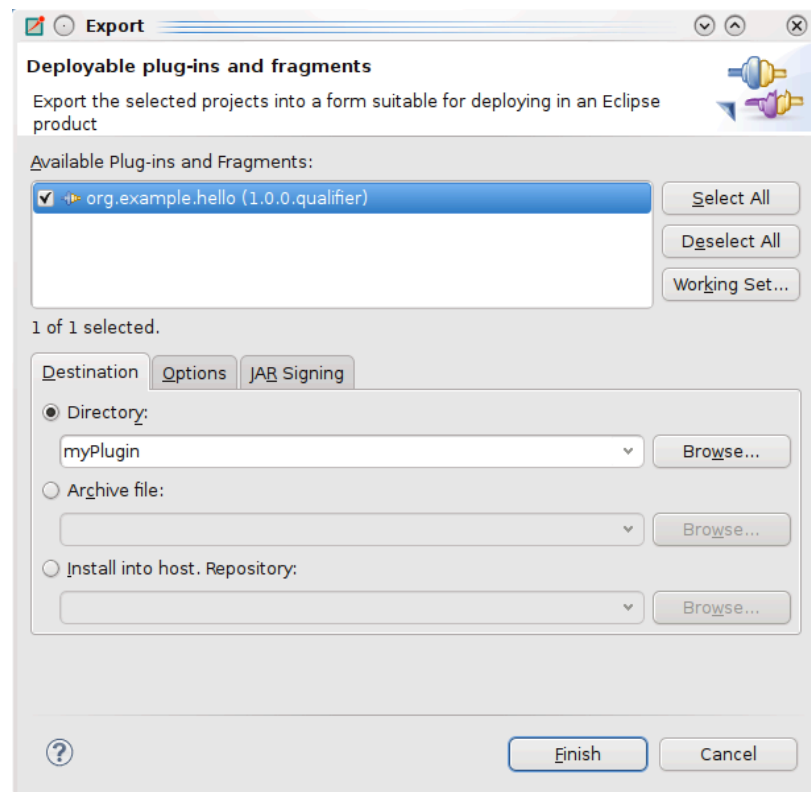 Export
Deployable plug-ins and fragments
Export the selected projects into a form suitable for deploying in an Eclipse
product
Available Plug-ins and Fragments:
org.example.hello (1.0.0.qualifier)
Select All
Deselect All
Working Set...
1 of 1 selected.
Destination Options JAR Signing
Directory:
myPlugin Browse...
Archive file:
Browse...
Install into host. Repository:
Browse...
? Finish Cancel